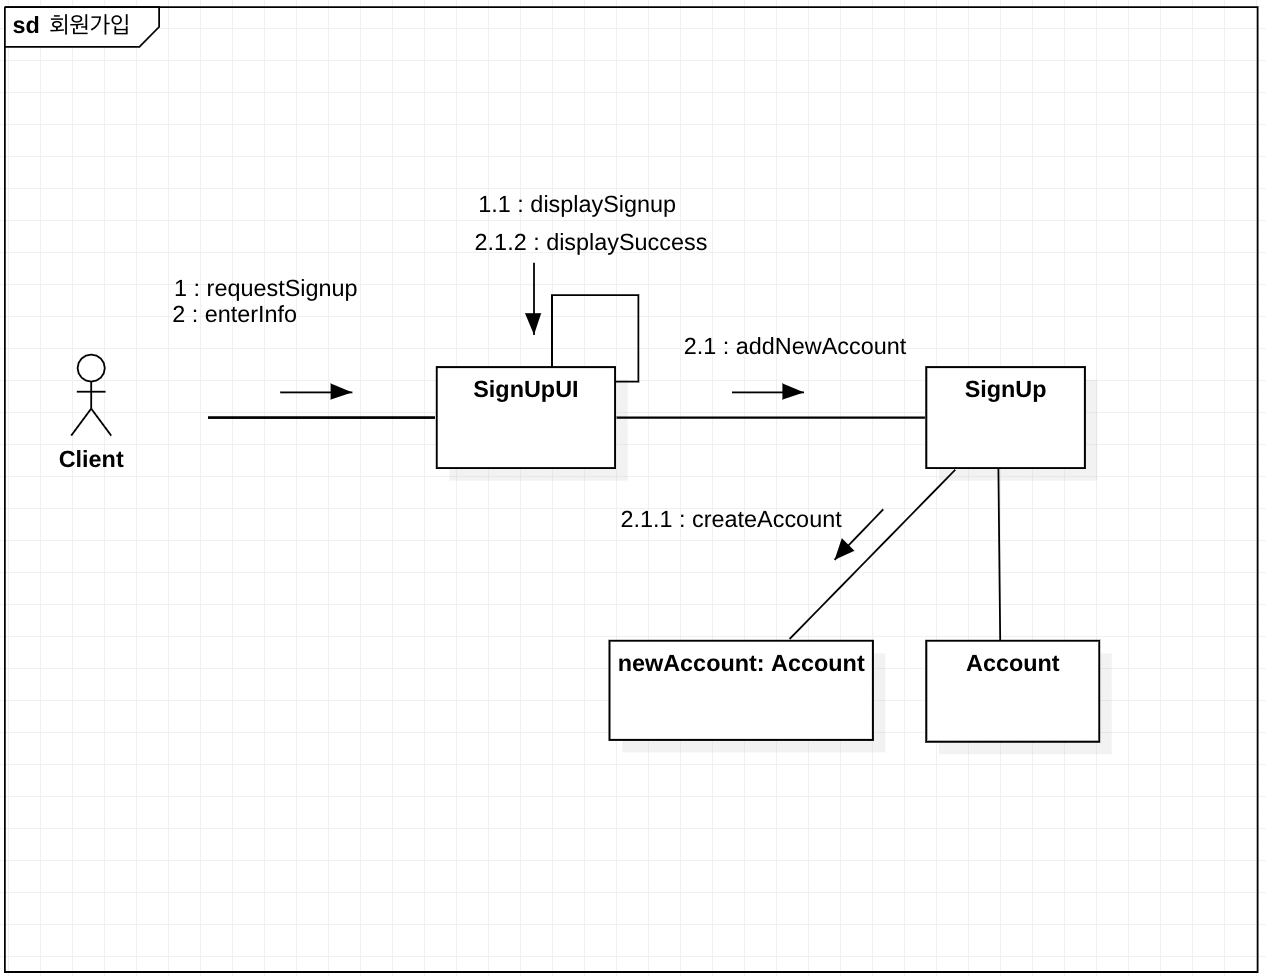 sd 회원가입
1.1 : displaySignup
2.1.2 : displaySuccess
1 : requestSignup
2 : enterInfo
2.1 : addNewAccount
SignUpUI
SignUp
Client
2.1.1 : createAccount
newAccount: Account
Account